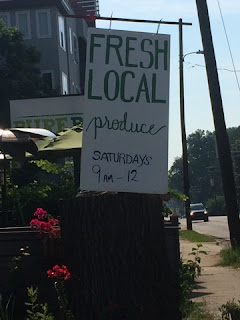 FRESH
LOCAL
produce
SATURDAYS
9 AM - 12